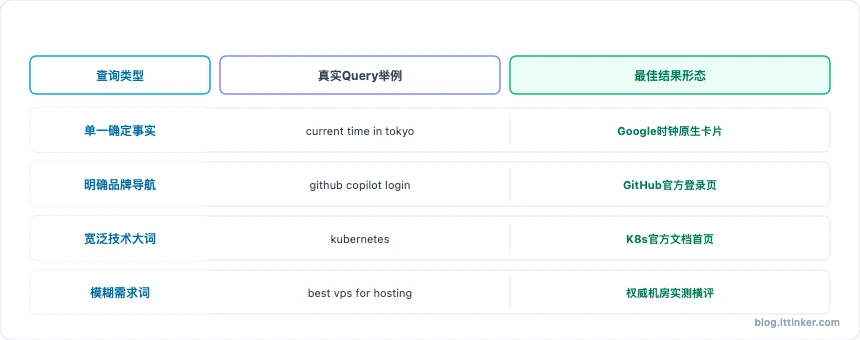 查询类型
真实Query举例
最佳结果形态
单一确定事实
current time in tokyo
Google时钟原生卡片
明确品牌导航
github copilot login
GitHub官方登录页
宽泛技术大词
kubernetes
K8s官方文档首页
模糊需求词
best vps for hosting
权威机房实测横评
blog.ittinker.com